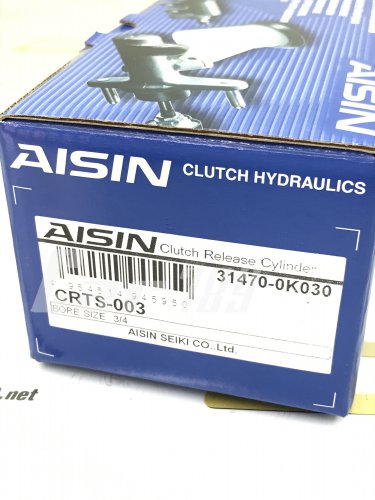 AISIN
AISIN CLUTCH HYDRAULICS
AISIN Clutch Release Cylinder
31470-0K030
CRTS-003
BORE SIZE 3/4
AISIN SEIKI CO.,Ltd.
.net